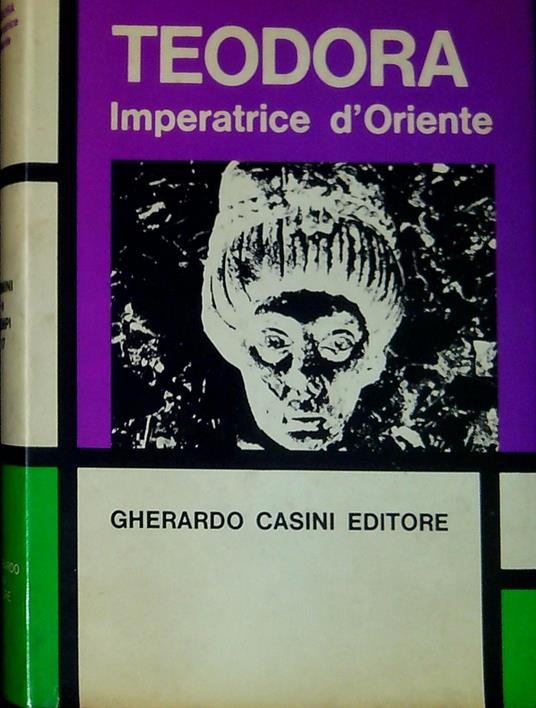 TEODORA
Imperatrice d'Oriente
GHERARDO CASINI EDITORE